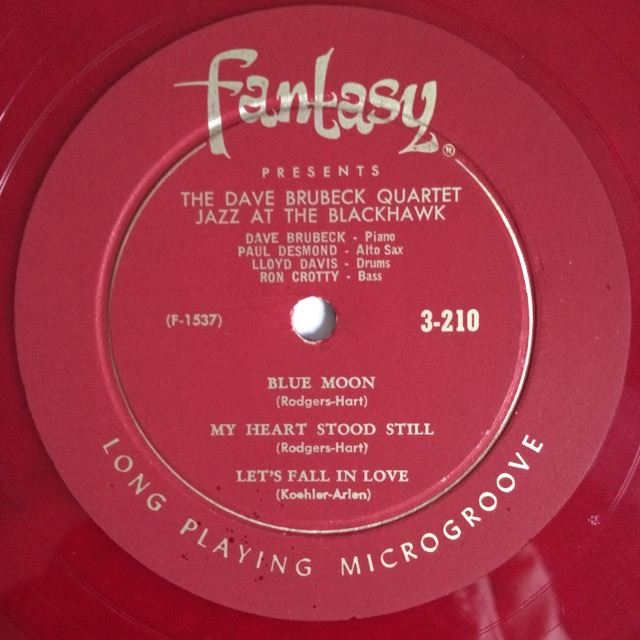 Fantasy®
PRESENTS
THE DAVE BRUBECK QUARTET
JAZZ AT THE BLACKHAWK
DAVE BRUBECK - Piano
PAUL DESMOND - Alto Sax
LLOYD DAVIS - Drums
RON CROTTY - Bass
(F-1537)
3-210
BLUE MOON
(Rodgers-Hart)
MY HEART STOOD STILL
(Rodgers-Hart)
LET'S FALL IN LOVE
(Koehler-Arlen)
LONG PLAYING MICROGROOVE